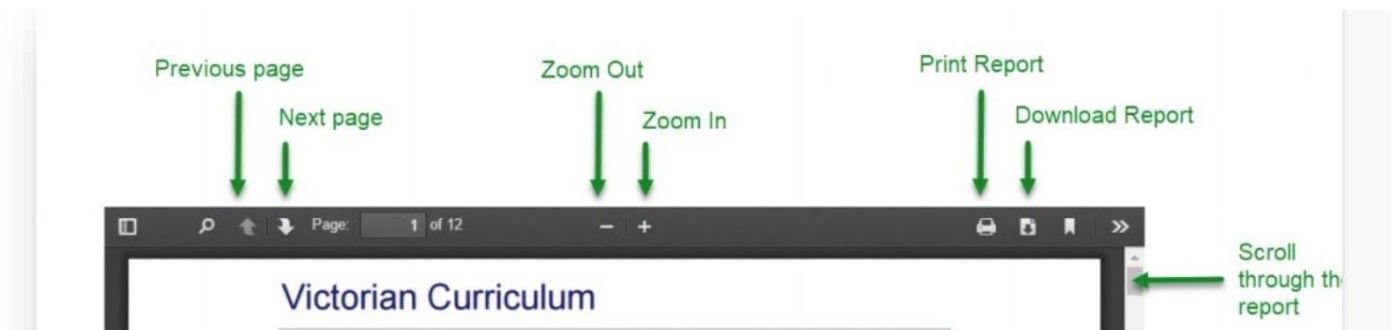 Previous page
Zoom Out
Print Report
Next page
Zoom In
Download Report
Page: 1 of 12
Scroll
through the
report
Victorian Curriculum